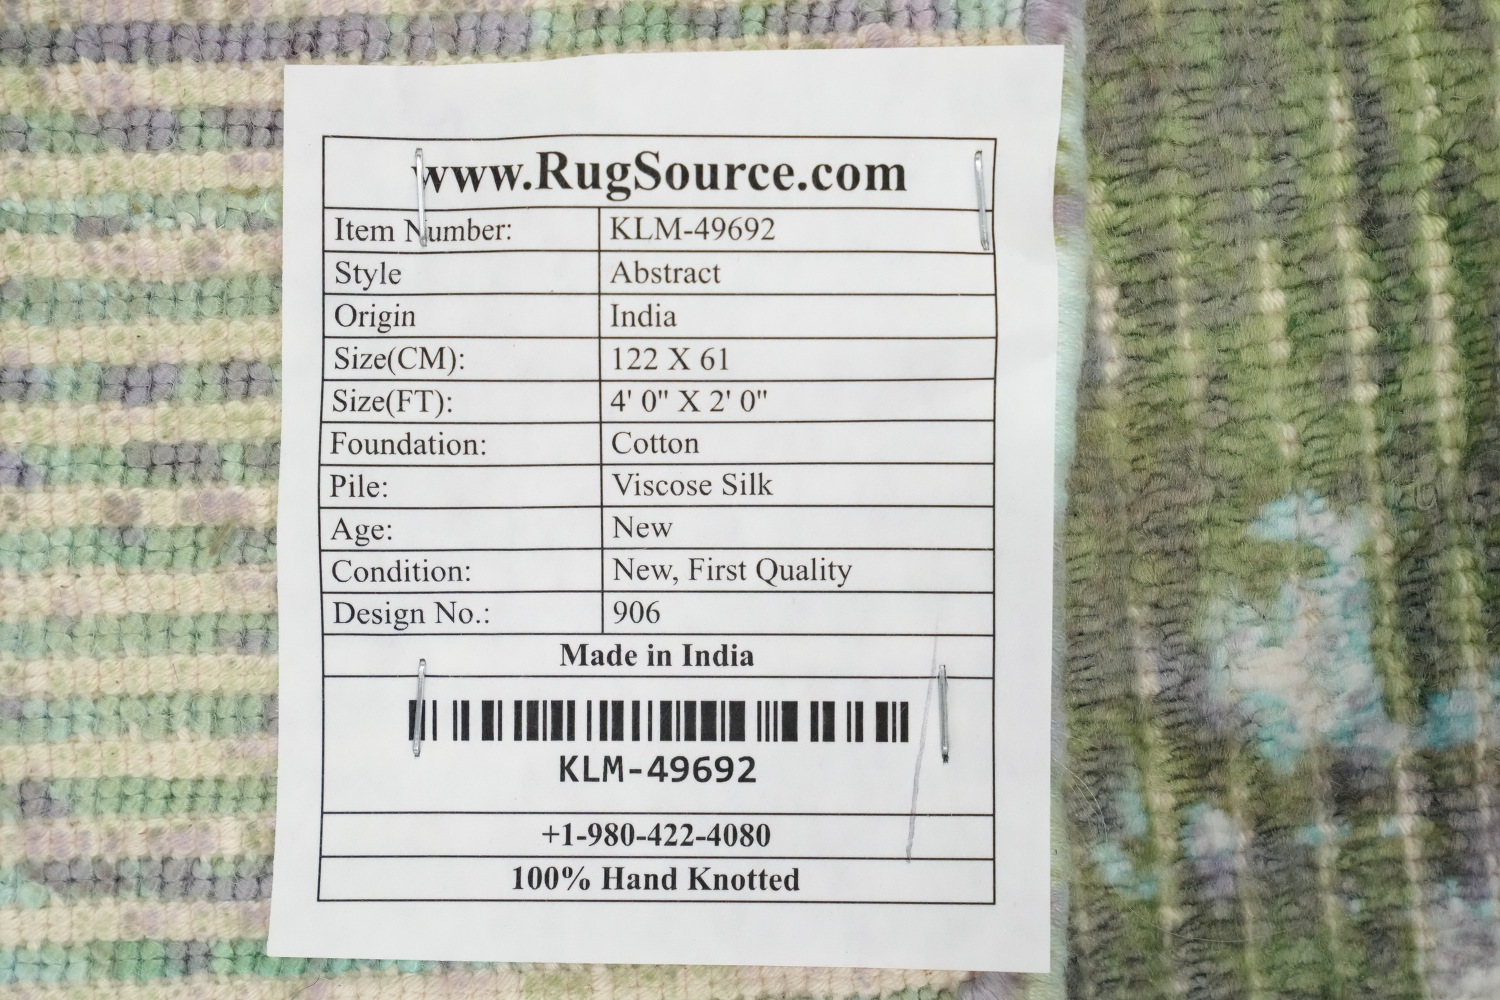 www.RugSource.com
Item Number: KLM-49692
Style Abstract
Origin India
Size(CM): 122 X 61
Size(FT): 4' 0" X 2' 0"
Foundation: Cotton
Pile: Viscose Silk
Age: New
Condition: New, First Quality
Design No.: 906
Made in India
KLM-49692
+1-980-422-4080
100% Hand Knotted